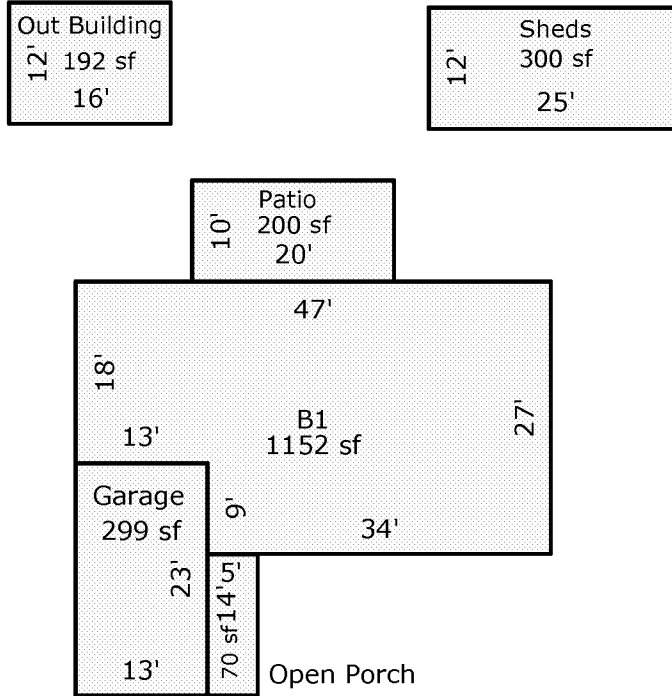 Out Building
12'
192 sf
16'
Sheds
12'
300 sf
25'
Patio
10'
200 sf
20'
47'
18'
B1
1152 sf
27'
13'
9'
34'
Garage
299 sf
23'
13'
5'
14'
70 sf
Open Porch